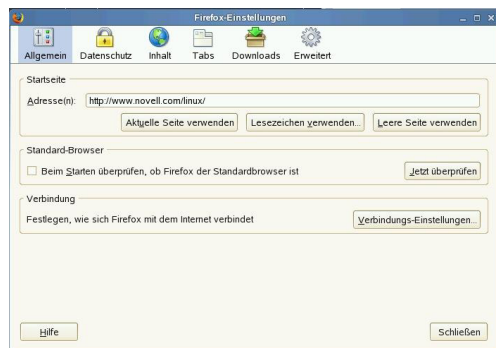 Firefox-Einstellungen
Allgemein Datenschutz Inhalt Tabs Downloads Erweitert
Startseite
Adresse(n): http://www.novell.com/linux/
Aktuelle Seite verwenden Lesezeichen verwenden... Leere Seite verwenden
Standard-Browser
Beim Starten überprüfen, ob Firefox der Standardbrowser ist Jetzt überprüfen
Verbindung
Festlegen, wie sich Firefox mit dem Internet verbindet Verbindungs-Einstellungen...
Hilfe Schließen